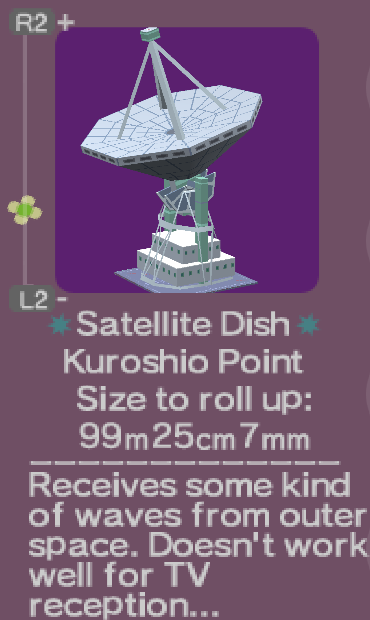 R2 +
L2 -
Satellite Dish
Kuroshio Point
Size to roll up:
99m25cm7mm
Receives some kind
of waves from outer
space. Doesn't work
well for TV
reception...